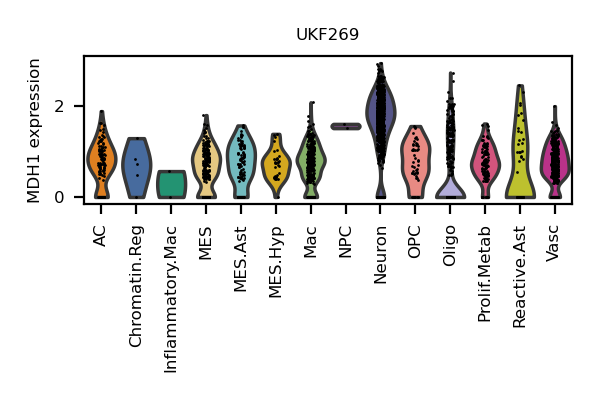 UKF269
MDH1 expression
2
0
AC
Chromatin.Reg
Inflammatory.Mac
MES
MES.Ast
MES.Hyp
Mac
NPC
Neuron
OPC
Oligo
Prolif.Metab
Reactive.Ast
Vasc